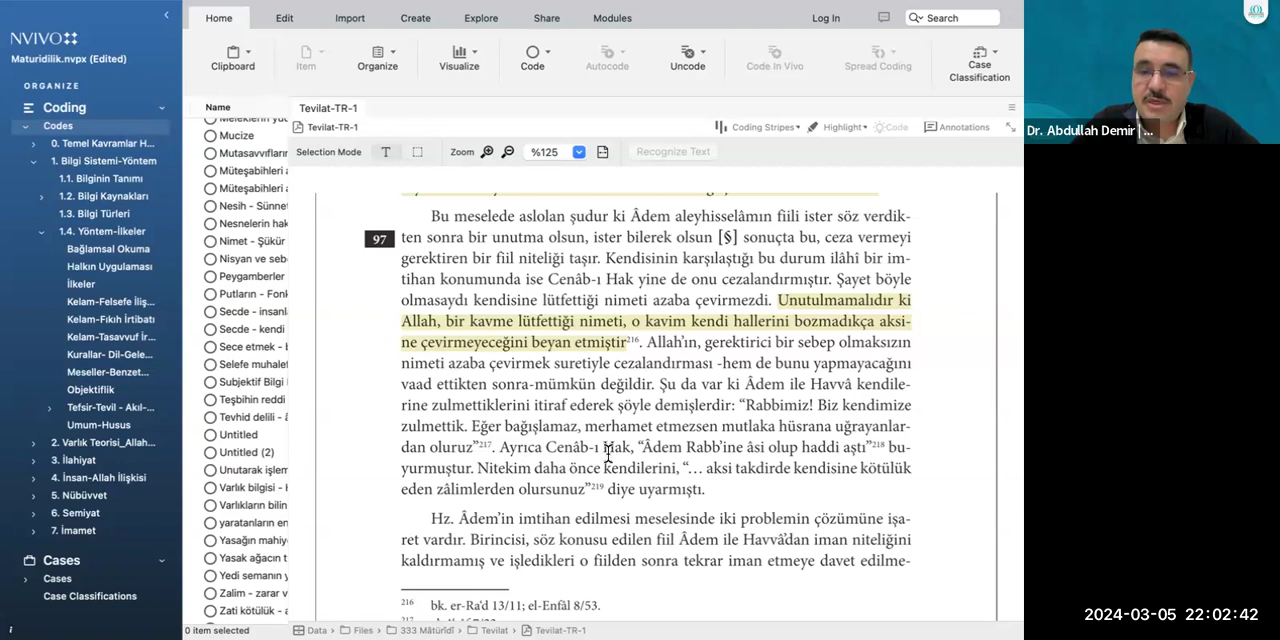 NVIVO
Maturidilik.nvpx (Edited)
ORGANIZE
Coding
Codes
0. Temel Kavramlar H...
1. Bilgi Sistemi-Yöntem
1.1. Bilginin Tanımı
1.2. Bilgi Kaynakları
1.3. Bilgi Türleri
1.4. Yöntem-İlkeler
Bağlamsal Okuma
Halkın Uygulaması
İlkeler
Kelam-Felsefe İliş...
Kelam-Fıkıh İrtibatı
Kelam-Tasavvuf İr...
Kurallar- Dil-Gele...
Meseller-Benzet...
Objektiflik
Tefsir-Tevil - Akıl-...
Umum-Husus
2. Varlık Teorisi_Allah...
3. İlahiyat
4. İnsan-Allah İlişkisi
5. Nübüvvet
6. Semiyat
7. İmamet
Cases
Cases
Case Classifications
Home Edit Import Create Explore Share Modules Log In Search
Clipboard Item Organize Visualize Code Autocode Uncode Code In Vivo Spread Coding Case Classification
Name
Mucize
Mutasavvıfların
Müteşabihleri a
Müteşabihleri
Nesih - Sünnet
Nesnelerin hak
Nimet - Şükür
Nisyan ve seb
Peygamberler
Putların - Fonk
Secde - insanl
Secde - kendi
Sece etmek - b
Selefe muhalef
Subjektif Bilgi
Teşbihin reddi
Tevhid delili - â
Untitled
Untitled (2)
Unutarak işlem
Varlık bilgisi - H
Varlıkların bilin
yaratanların en
Yasağın mahiy
Yasak ağacın t
Yedi semanın y
Zalim - zarar v
Zati kötülük - a
0 item selected
Tevilat-TR-1
Tevilat-TR-1 Coding Stripes Highlight Code Annotations
Selection Mode T Zoom %125 Recognize Text
Bu meselede aslolan şudur ki Âdem aleyhisselâmın fiili ister söz verdik-
97 ten sonra bir unutma olsun, ister bilerek olsun [§] sonuçta bu, ceza vermeyi
gerektiren bir fiil niteliği taşır. Kendisinin karşılaştığı bu durum ilâhî bir im-
tihan konumunda ise Cenâb-ı Hak yine de onu cezalandırmıştır. Şayet böyle
olmasaydı kendisine lütfettiği nimeti azaba çevirmezdi. Unutulmamalıdır ki
Allah, bir kavme lütfettiği nimeti, o kavim kendi hallerini bozmadıkça aksi-
ne çevirmeyeceğini beyan etmiştir²¹⁶. Allah’ın, gerektirici bir sebep olmaksızın
nimeti azaba çevirmek suretiyle cezalandırması -hem de bunu yapmayacağını
vaad ettikten sonra-mümkün değildir. Şu da var ki Âdem ile Havvâ kendile-
rine zulmettiklerini itiraf ederek şöyle demişlerdir: “Rabbimiz! Biz kendimize
zulmettik. Eğer bağışlamaz, merhamet etmezsen mutlaka hüsrana uğrayanlar-
dan oluruz”²¹⁷. Ayrıca Cenâb-ı Hak, “Âdem Rabb’ine âsi olup haddi aştı”²¹⁸ bu-
yurmuştur. Nitekim daha önce kendilerini, “… aksi takdirde kendisine kötülük
eden zâlimlerden olursunuz”²¹⁹ diye uyarmıştı.
Hz. Âdem’in imtihan edilmesi meselesinde iki problemin çözümüne işa-
ret vardır. Birincisi, söz konusu edilen fiil Âdem ile Havvâ’dan iman niteliğini
kaldırmamış ve işledikleri o fiilden sonra tekrar iman etmeye davet edilme-
216 bk. er-Ra‘d 13/11; el-Enfâl 8/53.
Data Files 333 Mâtürîdî Tevilat Tevilat-TR-1
Dr. Abdullah Demir | ...
2024-03-05 22:02:42